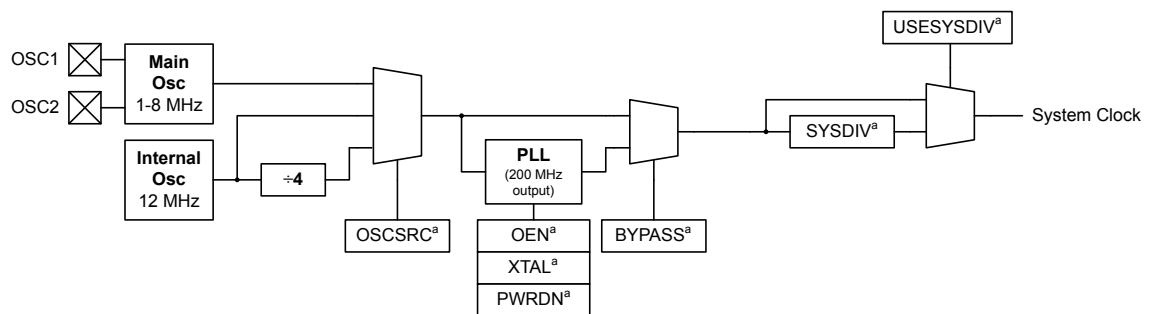 USESYSDIVa
OSC1
OSC2
Main
Osc
1-8 MHz
Internal
Osc
12 MHz
÷4
OSCSRCa
PLL
(200 MHz
output)
OENa
XTALa
PWRDNa
BYPASSa
SYSDIVa
System Clock